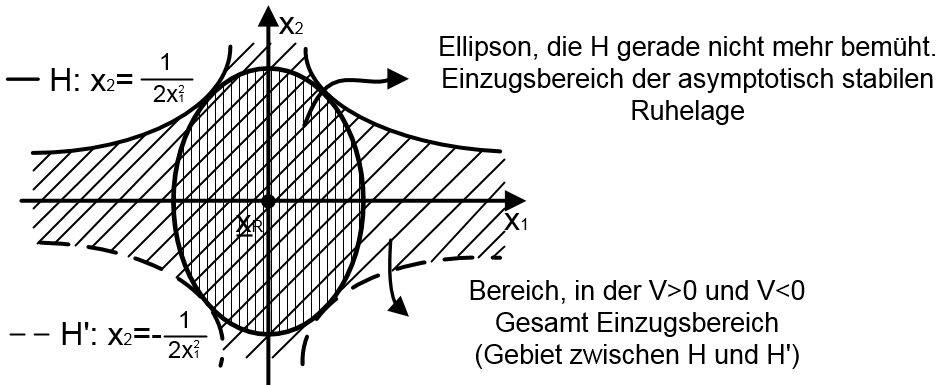 x₂
H: x₂= 1/2x₁²
Ellipson, die H gerade nicht mehr bemüht.
Einzugsbereich der asymptotisch stabilen
Ruhelage
x₁
x̲R
H': x₂=-1/2x₁²
Bereich, in der V>0 und V<0
Gesamt Einzugsbereich
(Gebiet zwischen H und H')